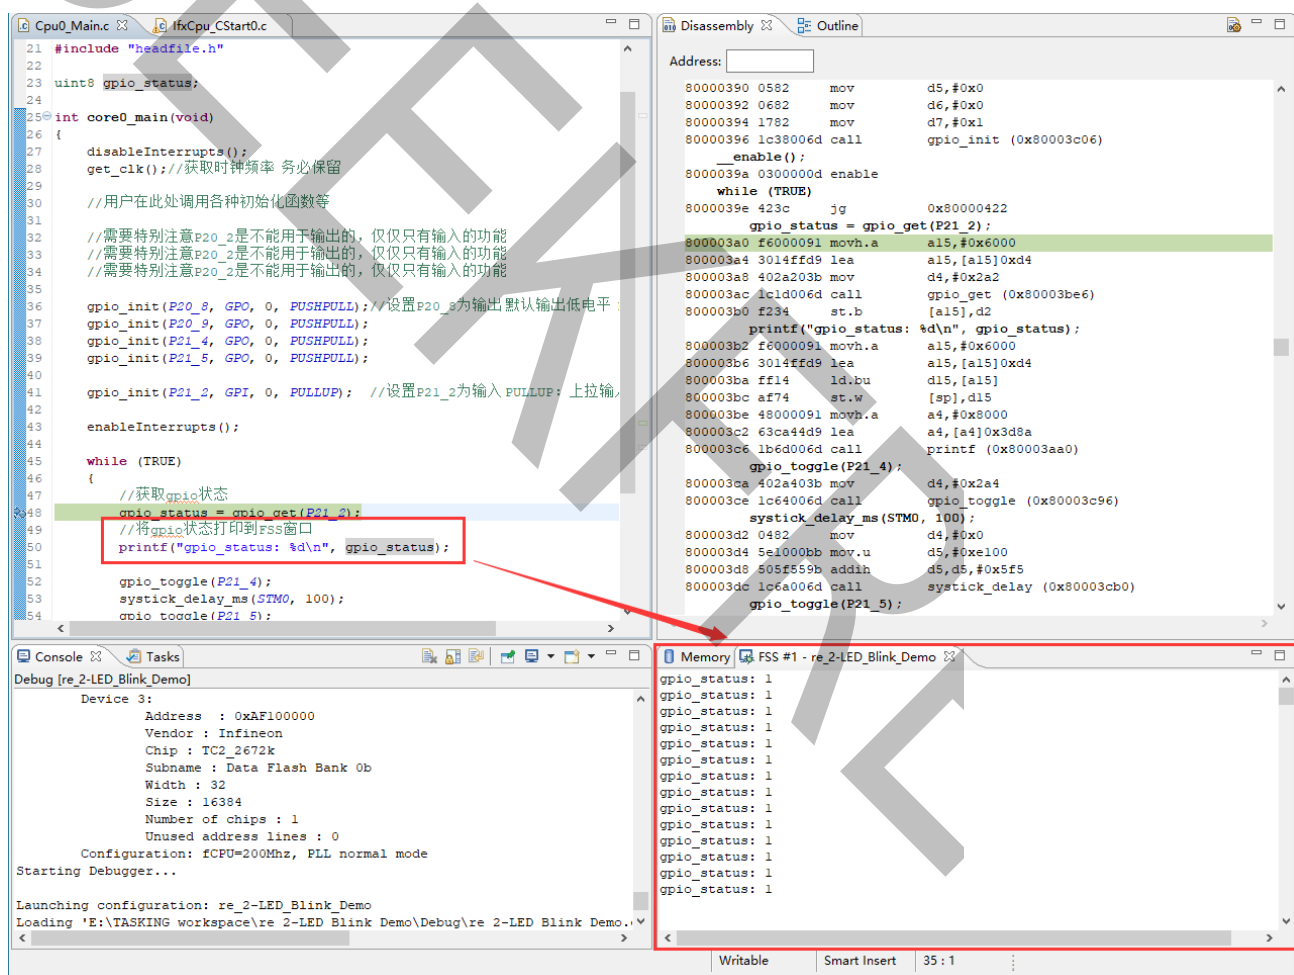 Cpu0_Main.c
IfxCpu_CStart0.c
21 #include "headfile.h"
22
23 uint8 gpio_status;
24
25 int core0_main(void)
26 {
27 disableInterrupts();
28 get_clk();//获取时钟频率 务必保留
29
30 //用户在此处调用各种初始化函数等
31
32 //需要特别注意P20_2是不能用于输出的，仅仅只有输入的功能
33 //需要特别注意P20_2是不能用于输出的，仅仅只有输入的功能
34 //需要特别注意P20_2是不能用于输出的，仅仅只有输入的功能
35
36 gpio_init(P20_8, GPO, 0, PUSHPULL);//设置P20_8为输出 默认输出低电平
37 gpio_init(P20_9, GPO, 0, PUSHPULL);
38 gpio_init(P21_4, GPO, 0, PUSHPULL);
39 gpio_init(P21_5, GPO, 0, PUSHPULL);
40
41 gpio_init(P21_2, GPI, 0, PULLUP); //设置P21_2为输入 PULLUP: 上拉输
42
43 enableInterrupts();
44
45 while (TRUE)
46 {
47 //获取gpio状态
48 gpio_status = gpio_get(P21_2);
49 //将gpio状态打印到FSS窗口
50 printf("gpio_status: %d\n", gpio_status);
51
52 gpio_toggle(P21_4);
53 systick_delay_ms(STM0, 100);
54 gpio_toggle(P21_5);
Disassembly Outline
Address:
80000390 0582 mov d5,#0x0
80000392 0682 mov d6,#0x0
80000394 1782 mov d7,#0x1
80000396 1c38006d call gpio_init (0x80003c06)
__enable();
8000039a 0300000d enable
while (TRUE)
8000039e 423c jg 0x80000422
gpio_status = gpio_get(P21_2);
800003a0 f6000091 movh.a a15,#0x6000
800003a4 3014ffd9 lea a15,[a15]0xd4
800003a8 402a203b mov d4,#0x2a2
800003ac 1c1d006d call gpio_get (0x80003be6)
800003b0 f234 st.b [a15],d2
printf("gpio_status: %d\n", gpio_status);
800003b2 f6000091 movh.a a15,#0x6000
800003b6 3014ffd9 lea a15,[a15]0xd4
800003ba ff14 ld.bu d15,[a15]
800003bc af74 st.w [sp],d15
800003be 48000091 movh.a a4,#0x8000
800003c2 63ca44d9 lea a4,[a4]0x3d8a
800003c6 1b6d006d call printf (0x80003aa0)
gpio_toggle(P21_4);
800003ca 402a403b mov d4,#0x2a4
800003ce 1c64006d call gpio_toggle (0x80003c96)
systick_delay_ms(STM0, 100);
800003d2 0482 mov d4,#0x0
800003d4 5e1000bb mov.u d5,#0xe100
800003d8 505f559b addih d5,d5,#0x5f5
800003dc 1c6a006d call systick_delay (0x80003cb0)
gpio_toggle(P21_5);
Console Tasks
Debug [re_2-LED_Blink_Demo]
Device 3:
Address : 0xAF100000
Vendor : Infineon
Chip : TC2_2672k
Subname : Data Flash Bank 0b
Width : 32
Size : 16384
Number of chips : 1
Unused address lines : 0
Configuration: fCPU=200Mhz, PLL normal mode
Starting Debugger...
Launching configuration: re_2-LED_Blink_Demo
Loading 'E:\TASKING workspace\re 2-LED Blink Demo\Debug\re 2-LED Blink Demo.
Memory FSS #1 - re_2-LED_Blink_Demo
gpio_status: 1
gpio_status: 1
gpio_status: 1
gpio_status: 1
gpio_status: 1
gpio_status: 1
gpio_status: 1
gpio_status: 1
gpio_status: 1
gpio_status: 1
gpio_status: 1
gpio_status: 1
gpio_status: 1
gpio_status: 1
Writable Smart Insert 35 : 1